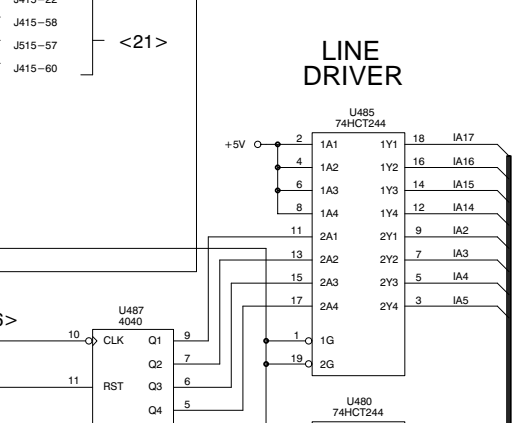 J415-22
J415-58
J515-57
J415-60
<21>
LINE
DRIVER
U485
74HCT244
+5V
2 1A1 1Y1 18 IA17
4 1A2 1Y2 16 IA16
6 1A3 1Y3 14 IA15
8 1A4 1Y4 12 IA14
11 2A1 2Y1 9 IA2
13 2A2 2Y2 7 IA3
15 2A3 2Y3 5 IA4
17 2A4 2Y4 3 IA5
1 1G
19 2G
U487
4040
10 CLK Q1 9
Q2 7
11 RST Q3 6
Q4 5
U480
74HCT244